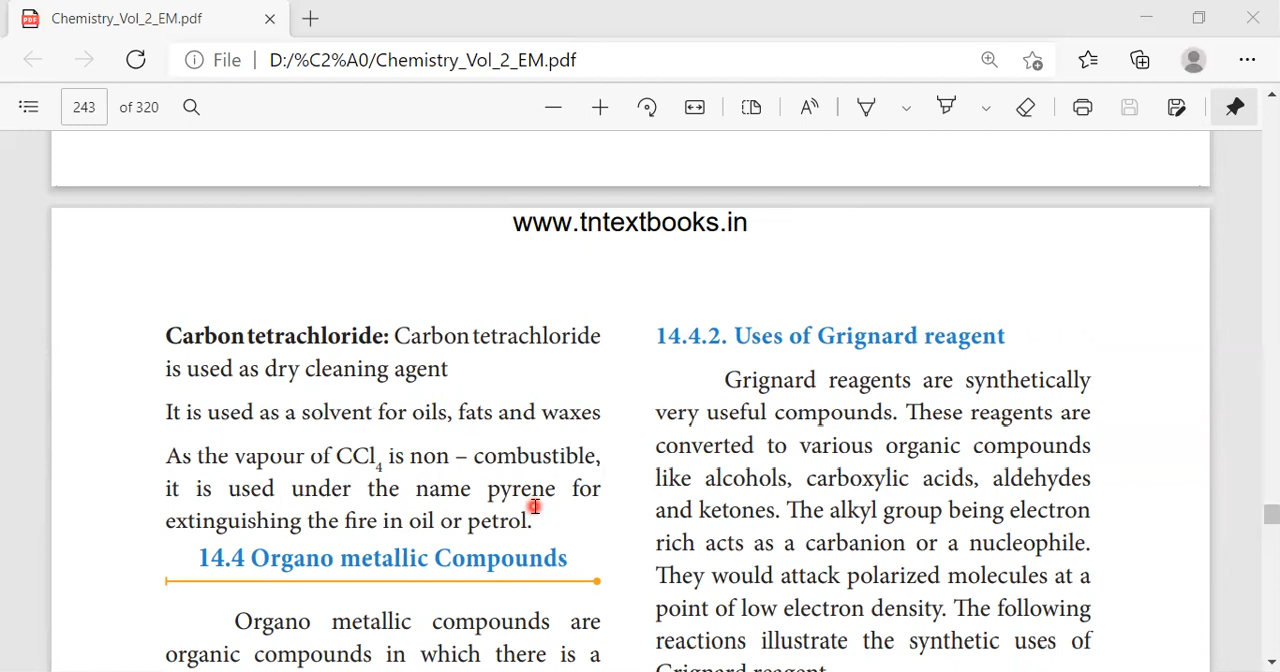 Chemistry_Vol_2_EM.pdf
File | D:/%C2%A0/Chemistry_Vol_2_EM.pdf
243 of 320
www.tntextbooks.in
Carbon tetrachloride: Carbon tetrachloride
is used as dry cleaning agent
It is used as a solvent for oils, fats and waxes
As the vapour of CCl4 is non – combustible,
it is used under the name pyrene for
extinguishing the fire in oil or petrol.
14.4 Organo metallic Compounds
Organo metallic compounds are
organic compounds in which there is a
14.4.2. Uses of Grignard reagent
Grignard reagents are synthetically
very useful compounds. These reagents are
converted to various organic compounds
like alcohols, carboxylic acids, aldehydes
and ketones. The alkyl group being electron
rich acts as a carbanion or a nucleophile.
They would attack polarized molecules at a
point of low electron density. The following
reactions illustrate the synthetic uses of
Grignard reagent